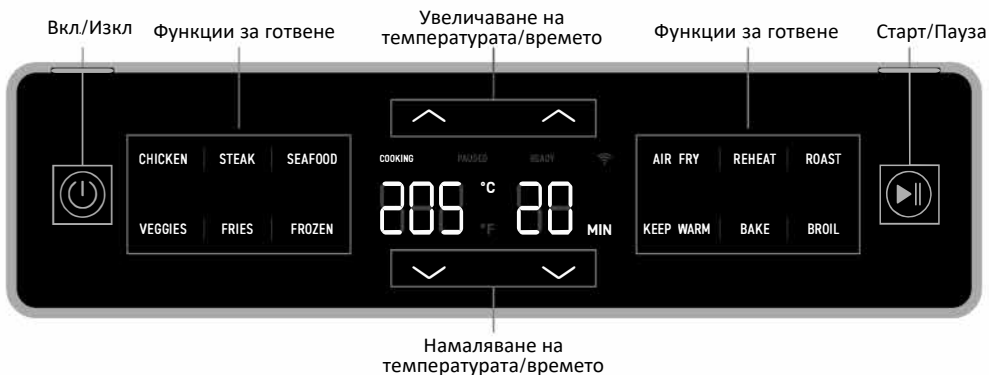 Вкл./Изкл
Функции за готвене
Увеличаване на
температурата/времето
Функции за готвене
Старт/Пауза
CHICKEN STEAK SEAFOOD
COOKING PAUSED READY
AIR FRY REHEAT ROAST
205 °C 20 MIN
°F
VEGGIES FRIES FROZEN
KEEP WARM BAKE BROIL
Намаляване на
температурата/времето